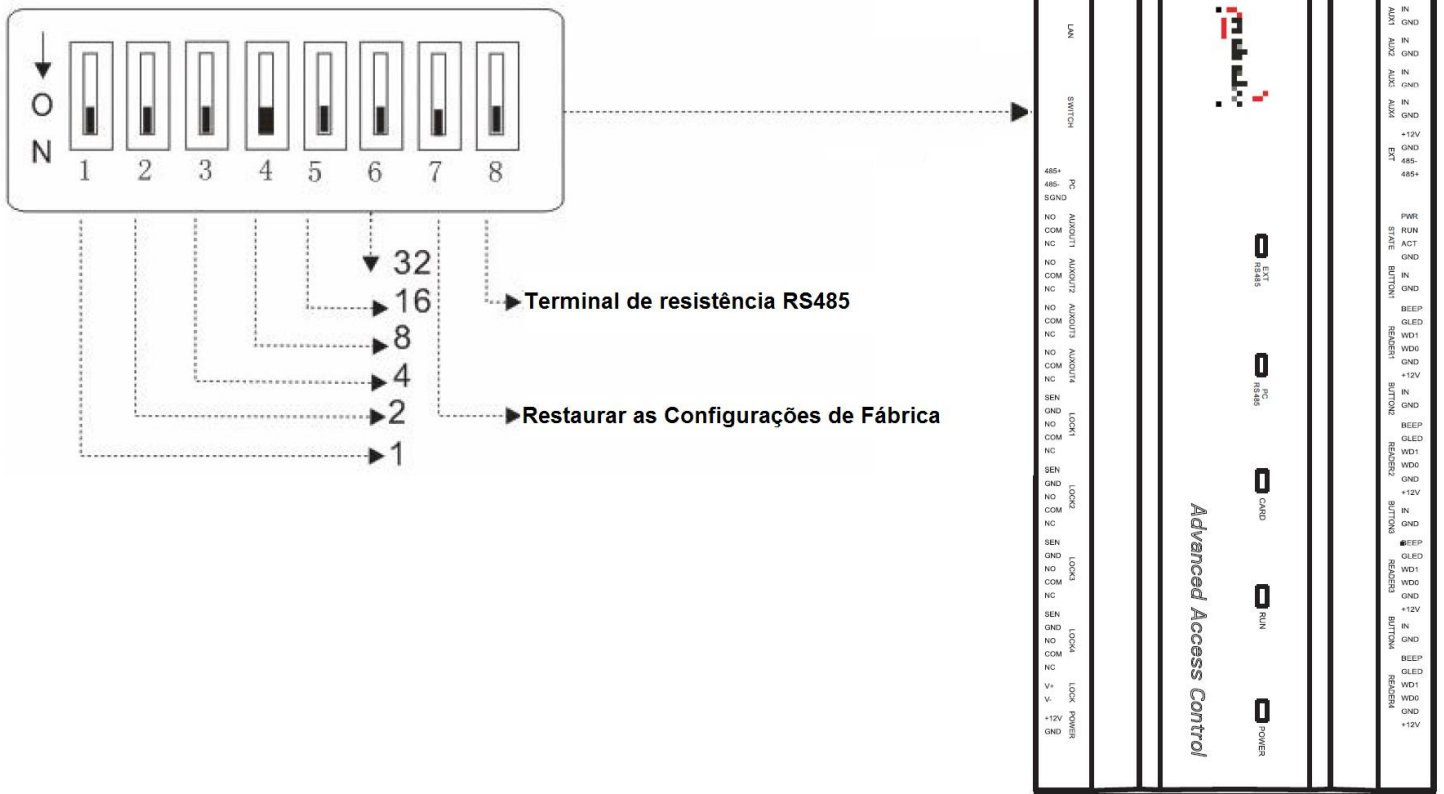 O
N
1 2 3 4 5 6 7 8
32
16
8
4
2
1
Terminal de resistência RS485
Restaurar as Configurações de Fábrica
LAN
SWITCH
485+
485-
SGND
PC
NO
COM
NC
AUXOUT1
NO
COM
NC
AUXOUT2
NO
COM
NC
AUXOUT3
NO
COM
NC
AUXOUT4
SEN
GND
NO
COM
NC
LOCK1
SEN
GND
NO
COM
NC
LOCK2
SEN
GND
NO
COM
NC
LOCK3
SEN
GND
NO
COM
NC
LOCK4
V+
V-
LOCK
+12V
GND
POWER
EXT
RS485
PC
RS485
CARD
RUN
POWER
Advanced Access Control
AUX1
IN
GND
AUX2
IN
GND
AUX3
IN
GND
AUX4
IN
GND
EXT
+12V
GND
485-
485+
STATE
PWR
RUN
ACT
GND
BUTTON1
IN
GND
READER1
BEEP
GLED
WD1
WD0
GND
+12V
BUTTON2
IN
GND
READER2
BEEP
GLED
WD1
WD0
GND
+12V
BUTTON3
IN
GND
READER3
BEEP
GLED
WD1
WD0
GND
+12V
BUTTON4
IN
GND
READER4
BEEP
GLED
WD1
WD0
GND
+12V